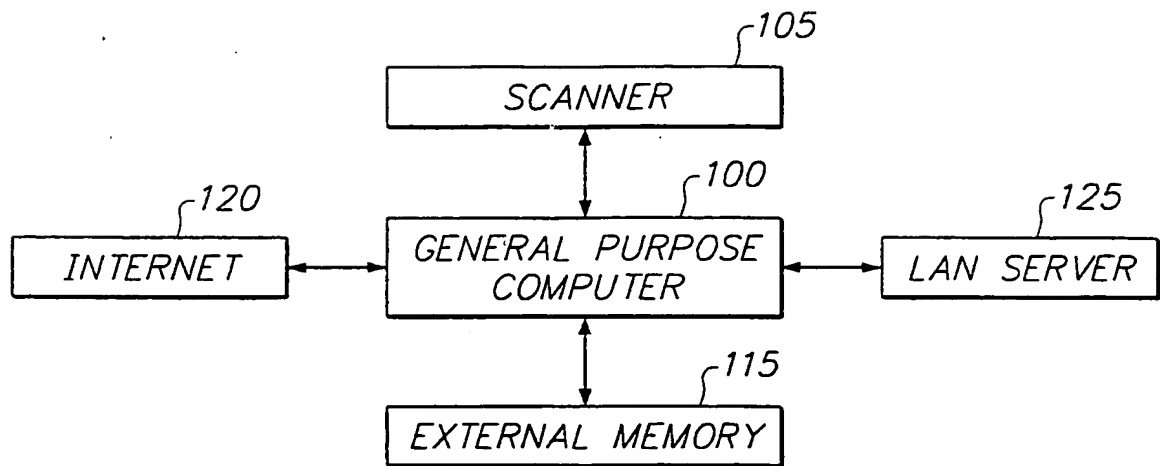 105
SCANNER
100
120
125
INTERNET
GENERAL PURPOSE
COMPUTER
LAN SERVER
115
EXTERNAL MEMORY